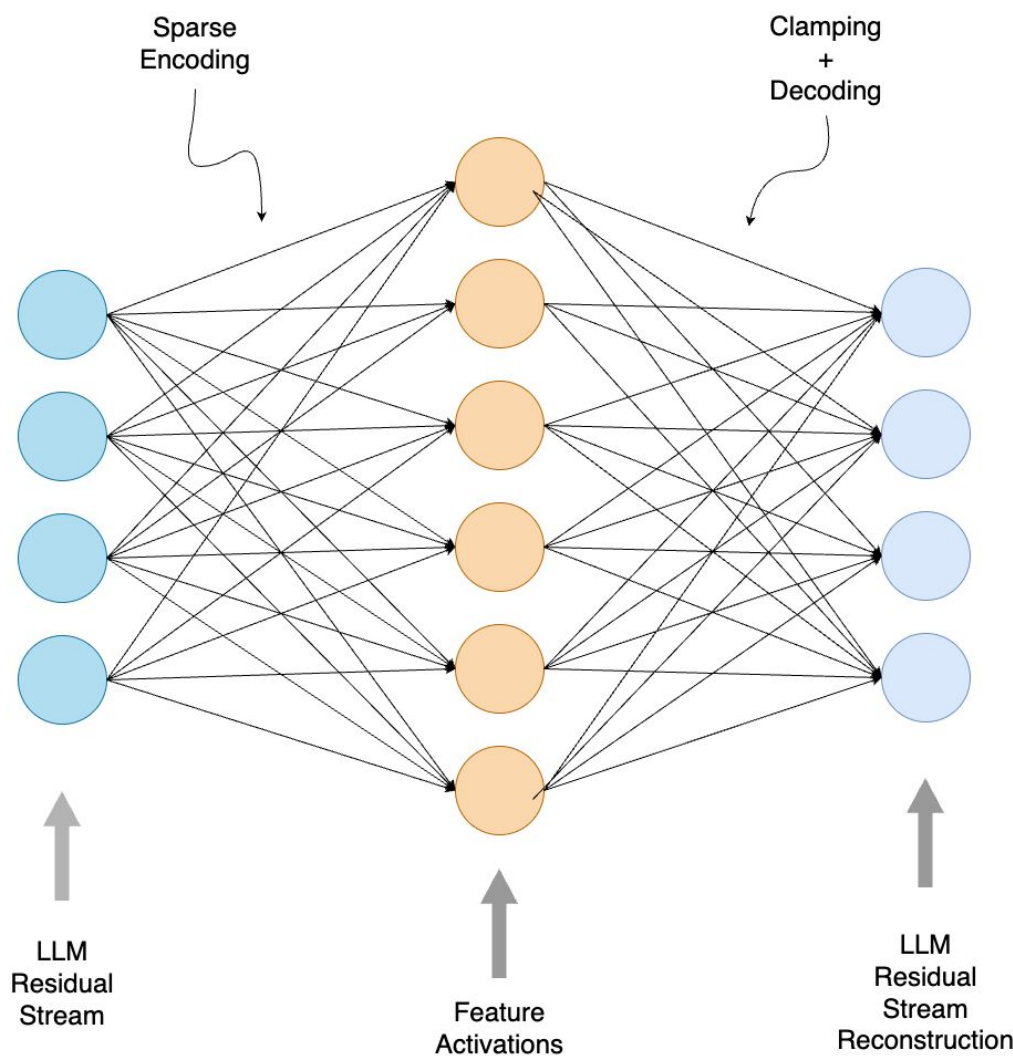 Sparse
Encoding
Clamping
+
Decoding
LLM
Residual
Stream
Feature
Activations
LLM
Residual
Stream
Reconstruction